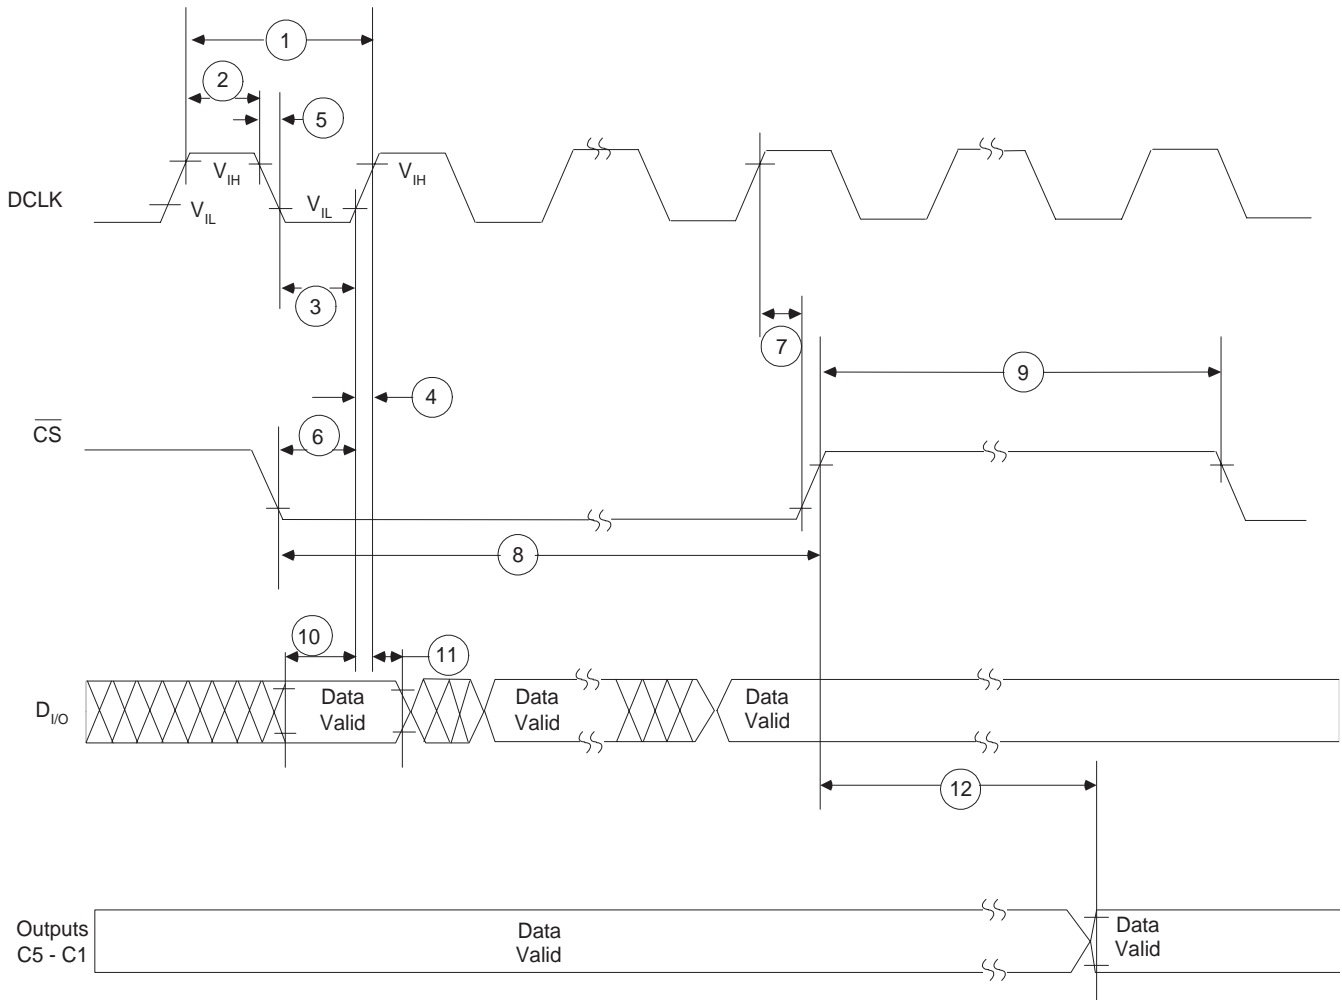 1
2
5
V_IH
V_IH
DCLK
V_IL
V_IL
3
7
9
4
CS
6
8
10
11
D_I/O
Data
Valid
Data
Valid
Data
Valid
12
Outputs
C5 - C1
Data
Valid
Data
Valid